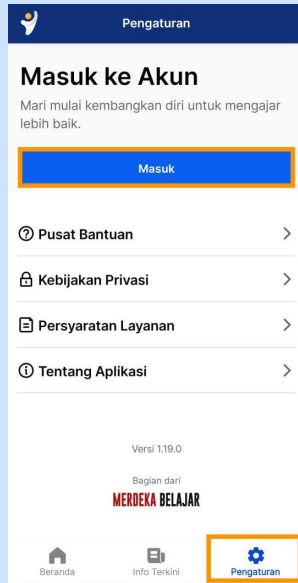 Pengaturan
Masuk ke Akun
Mari mulai kembangkan diri untuk mengajar
lebih baik.
Masuk
Pusat Bantuan
Kebijakan Privasi
Persyaratan Layanan
Tentang Aplikasi
Versi 1.19.0
Bagian dari
MERDEKA BELAJAR
Beranda
Info Terkini
Pengaturan